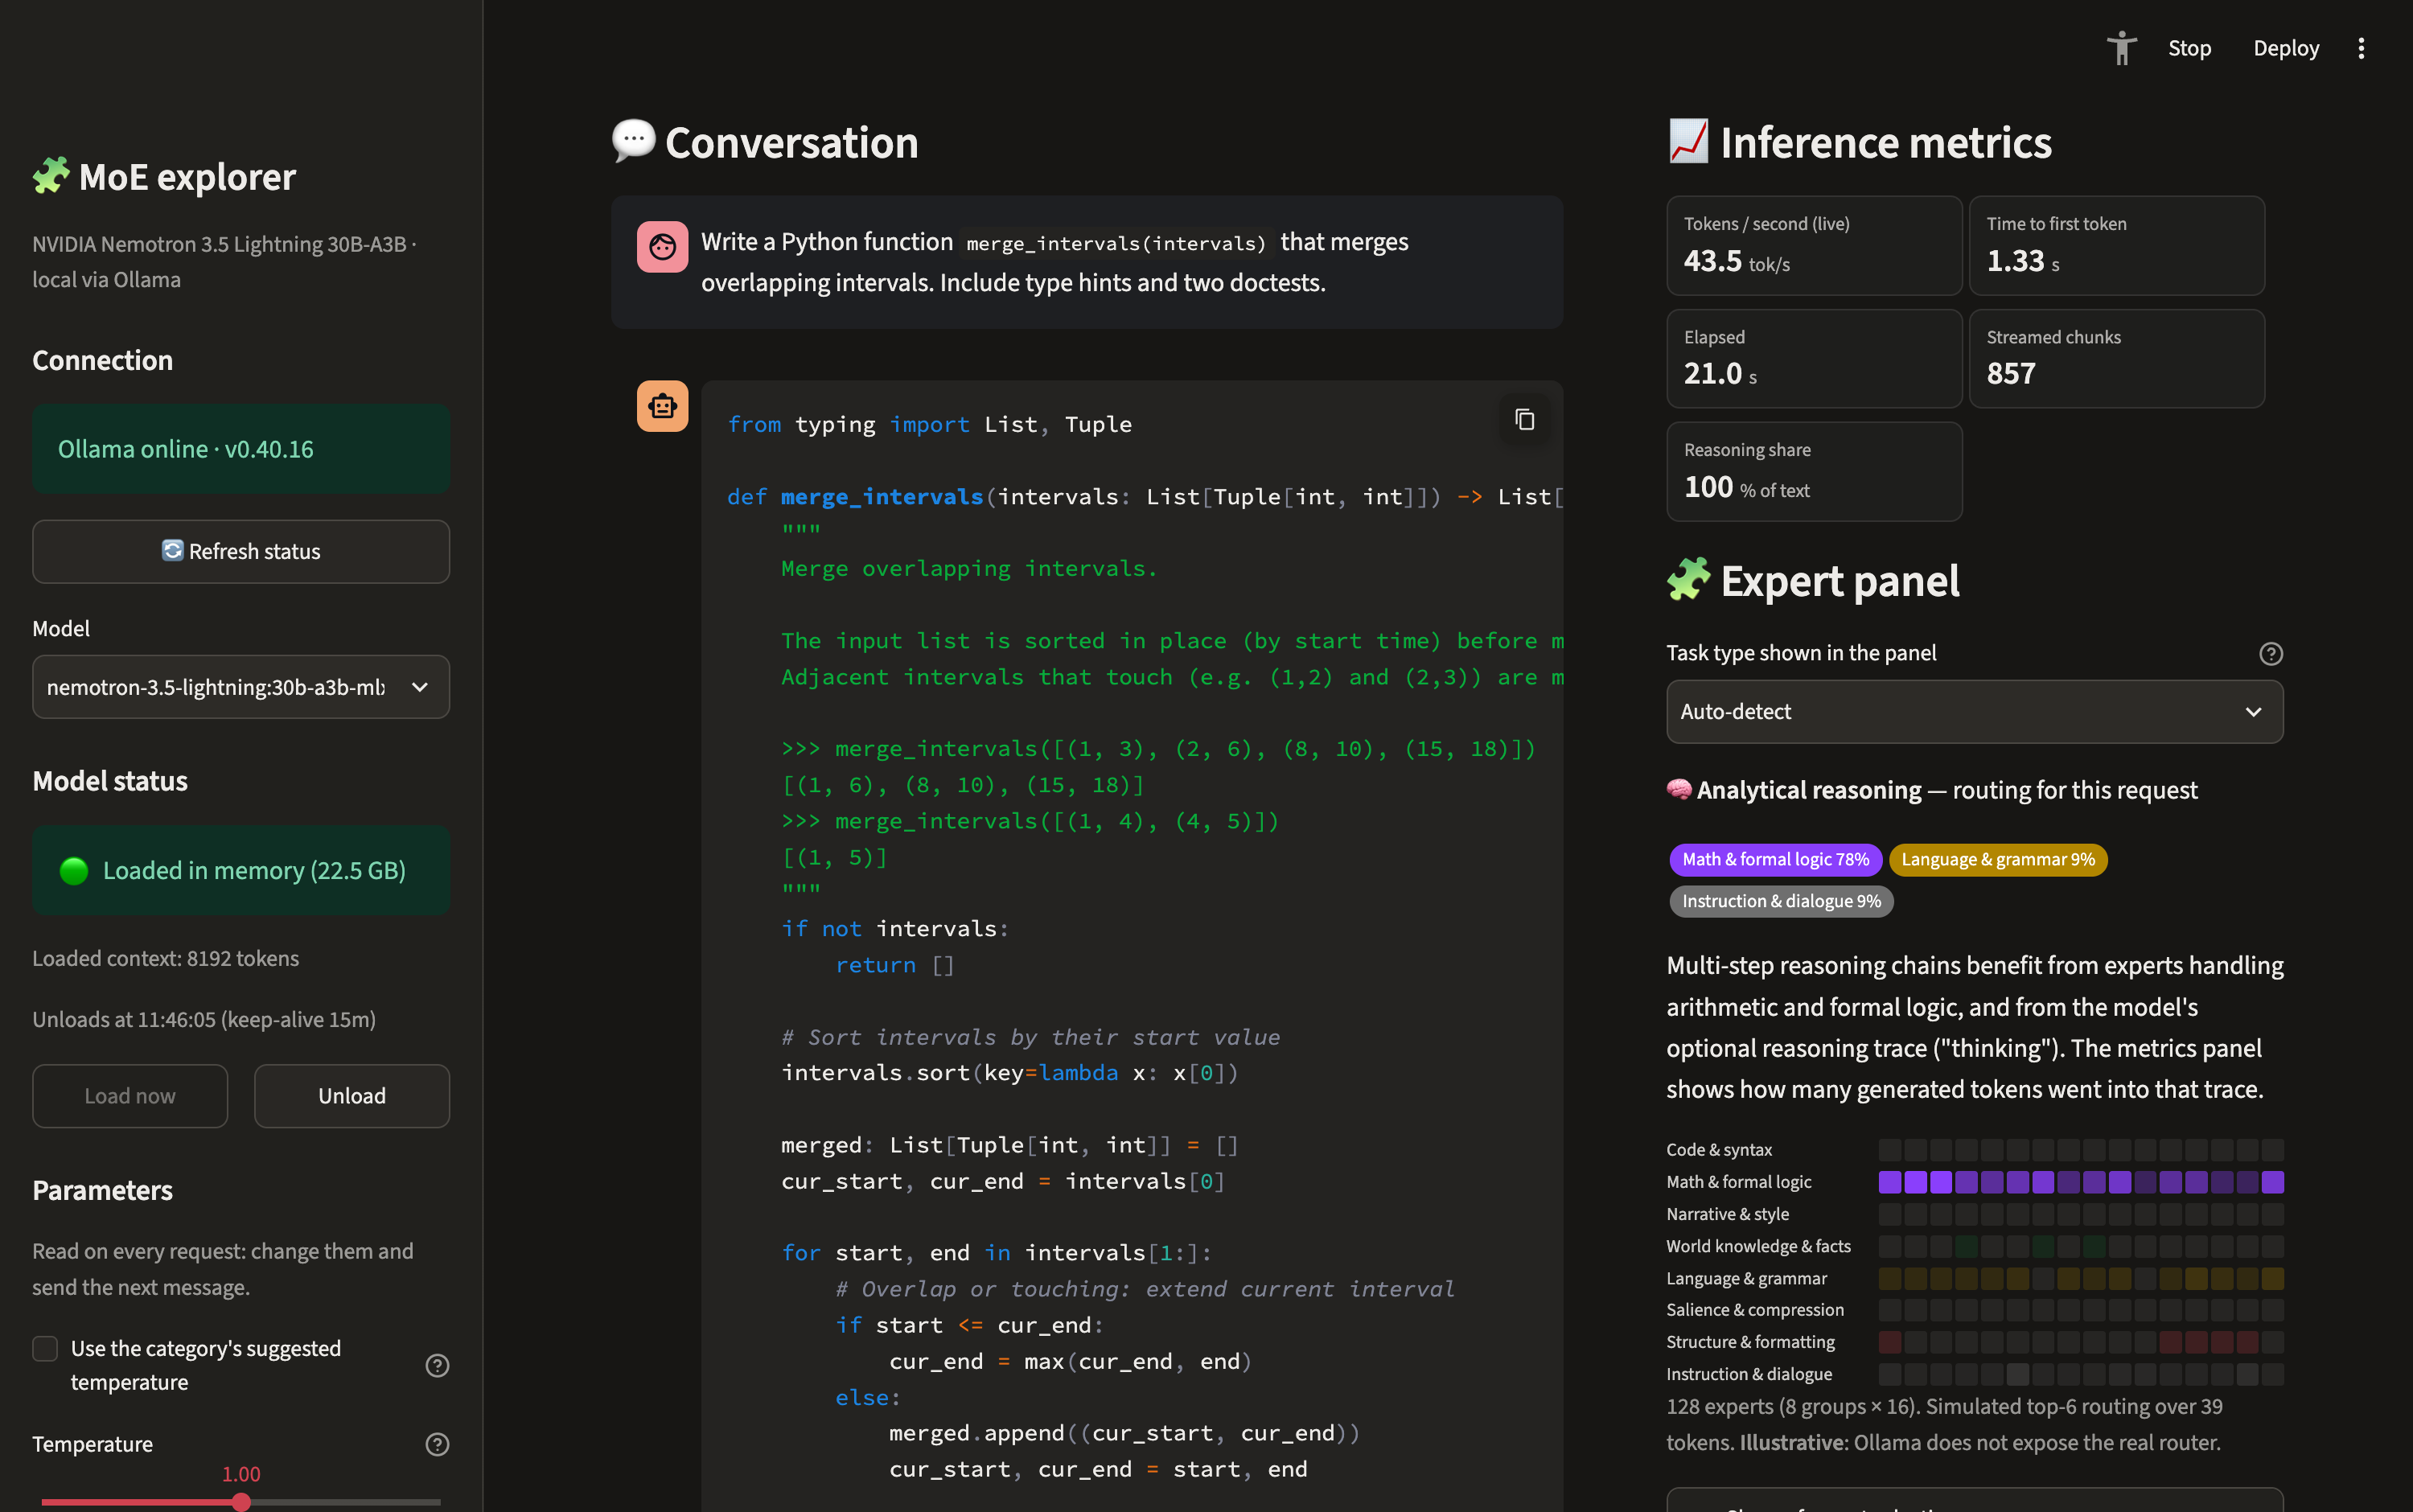 Stop
Deploy
MoE explorer
NVIDIA Nemotron 3.5 Lightning 30B-A3B ·
local via Ollama
Connection
Ollama online · v0.40.16
Refresh status
Model
nemotron-3.5-lightning:30b-a3b-ml
Model status
Loaded in memory (22.5 GB)
Loaded context: 8192 tokens
Unloads at 11:46:05 (keep-alive 15m)
Load now
Unload
Parameters
Read on every request: change them and
send the next message.
Use the category's suggested
temperature
Temperature
1.00
Conversation
Write a Python function merge_intervals(intervals) that merges
overlapping intervals. Include type hints and two doctests.
from typing import List, Tuple
def merge_intervals(intervals: List[Tuple[int, int]]) -> List[
"""
Merge overlapping intervals.
The input list is sorted in place (by start time) before m
Adjacent intervals that touch (e.g. (1,2) and (2,3)) are m
>>> merge_intervals([(1, 3), (2, 6), (8, 10), (15, 18)])
[(1, 6), (8, 10), (15, 18)]
>>> merge_intervals([(1, 4), (4, 5)])
[(1, 5)]
"""
if not intervals:
return []
# Sort intervals by their start value
intervals.sort(key=lambda x: x[0])
merged: List[Tuple[int, int]] = []
cur_start, cur_end = intervals[0]
for start, end in intervals[1:]:
# Overlap or touching: extend current interval
if start <= cur_end:
cur_end = max(cur_end, end)
else:
merged.append((cur_start, cur_end))
cur_start, cur_end = start, end
Inference metrics
Tokens / second (live)
43.5 tok/s
Time to first token
1.33 s
Elapsed
21.0 s
Streamed chunks
857
Reasoning share
100 % of text
Expert panel
Task type shown in the panel
Auto-detect
Analytical reasoning — routing for this request
Math & formal logic 78%
Language & grammar 9%
Instruction & dialogue 9%
Multi-step reasoning chains benefit from experts handling
arithmetic and formal logic, and from the model's
optional reasoning trace ("thinking"). The metrics panel
shows how many generated tokens went into that trace.
Code & syntax
Math & formal logic
Narrative & style
World knowledge & facts
Language & grammar
Salience & compression
Structure & formatting
Instruction & dialogue
128 experts (8 groups × 16). Simulated top-6 routing over 39
tokens. Illustrative: Ollama does not expose the real router.